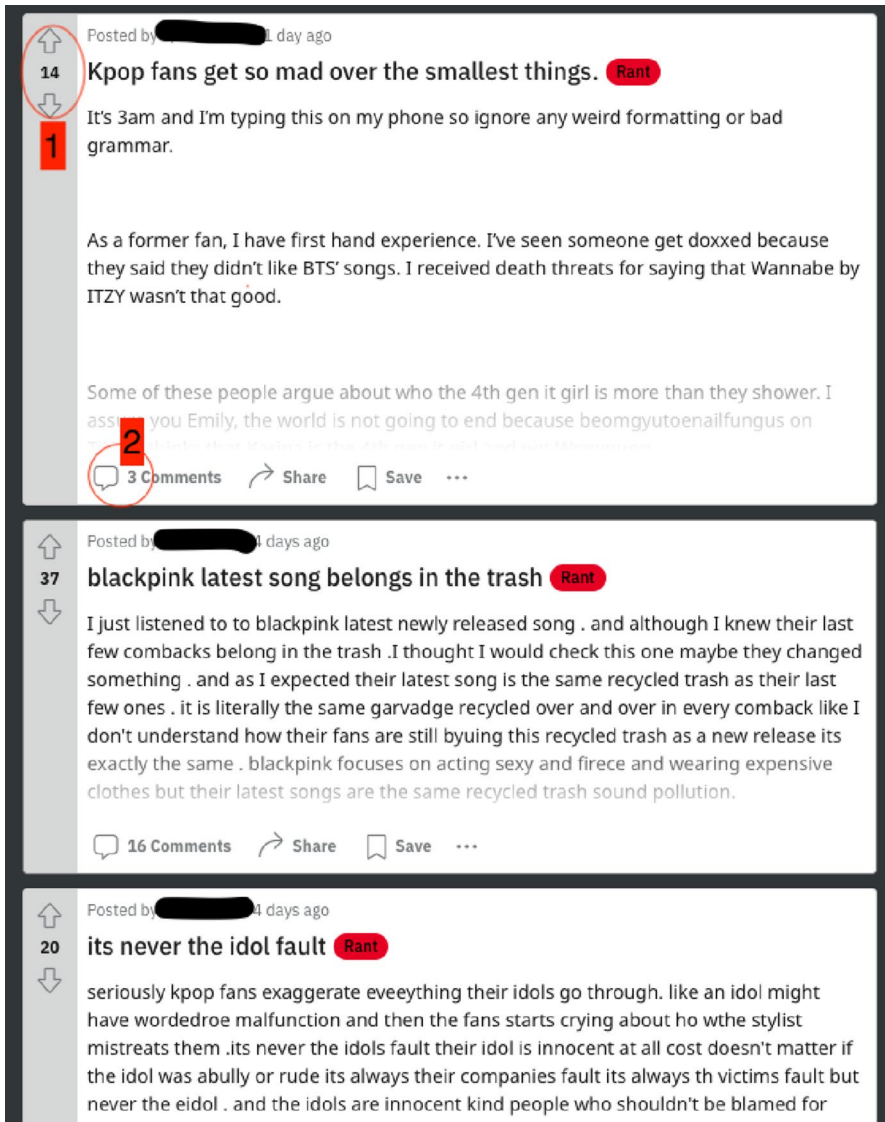 Posted by 1 day ago
14
Kpop fans get so mad over the smallest things. Rant
1
It's 3am and I'm typing this on my phone so ignore any weird formatting or bad
grammar.
As a former fan, I have first hand experience. I've seen someone get doxxed because
they said they didn't like BTS' songs. I received death threats for saying that Wannabe by
ITZY wasn't that good.
Some of these people argue about who the 4th gen it girl is more than they shower. I
you Emily, the world is not going to end because beomgyutoenailfungus on
2
3 Comments Share Save ...
Posted by 4 days ago
37
blackpink latest song belongs in the trash Rant
I just listened to to blackpink latest newly released song . and although I knew their last
few combacks belong in the trash .I thought I would check this one maybe they changed
something . and as I expected their latest song is the same recycled trash as their last
few ones . it is literally the same garvadge recycled over and over in every comback like I
don't understand how their fans are still byuing this recycled trash as a new release its
exactly the same . blackpink focuses on acting sexy and firece and wearing expensive
clothes but their latest songs are the same recycled trash sound pollution.
16 Comments Share Save ...
Posted by 4 days ago
20
its never the idol fault Rant
seriously kpop fans exaggerate eveeything their idols go through. like an idol might
have wordedroe malfunction and then the fans starts crying about ho wthe stylist
mistreats them .its never the idols fault their idol is innocent at all cost doesn't matter if
the idol was abully or rude its always their companies fault its always th victims fault but
never the eidol . and the idols are innocent kind people who shouldn't be blamed for